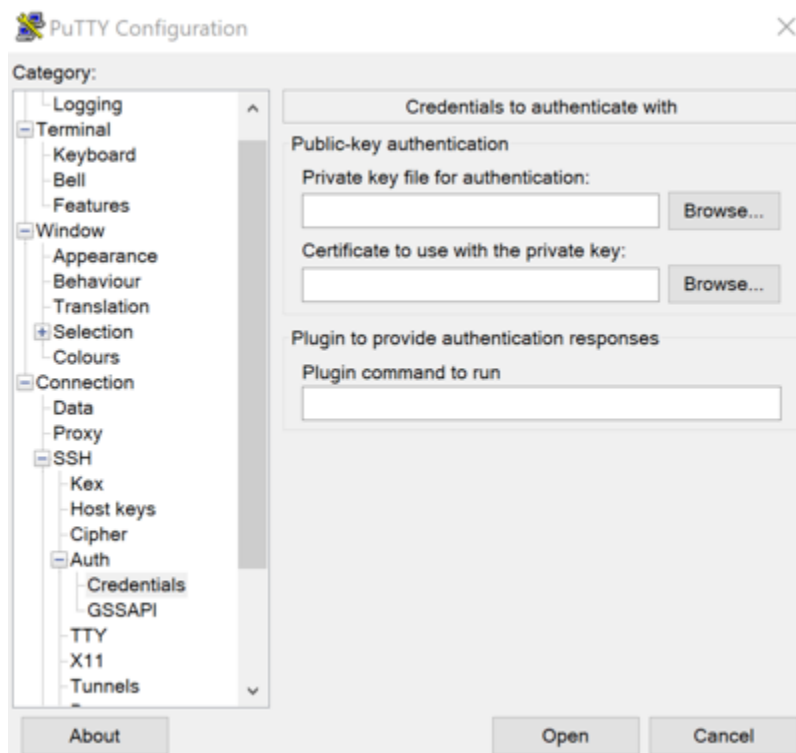 PuTTY Configuration
Category:
Logging
Terminal
Keyboard
Bell
Features
Window
Appearance
Behaviour
Translation
Selection
Colours
Connection
Data
Proxy
SSH
Kex
Host keys
Cipher
Auth
Credentials
GSSAPI
TTY
X11
Tunnels
Credentials to authenticate with
Public-key authentication
Private key file for authentication:
Browse...
Certificate to use with the private key:
Browse...
Plugin to provide authentication responses
Plugin command to run
About
Open
Cancel